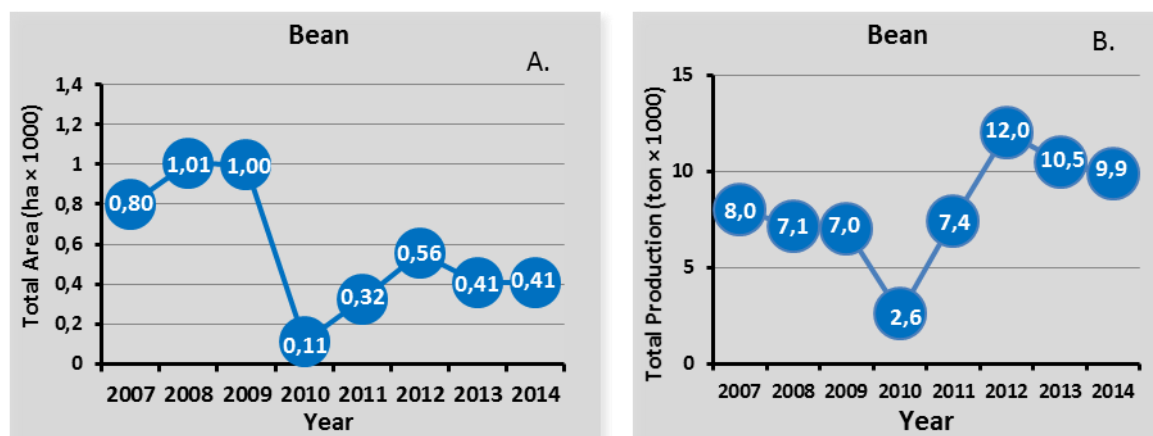 Bean
A.
Total Area (ha × 1000)
1,4
1,2
1
0,8
0,6
0,4
0,2
0
0,80
1,01
1,00
0,11
0,32
0,56
0,41
0,41
2007 2008 2009 2010 2011 2012 2013 2014
Year
Bean
B.
Total Production (ton × 1000)
15
10
5
0
8,0
7,1
7,0
2,6
7,4
12,0
10,5
9,9
2007 2008 2009 2010 2011 2012 2013 2014
Year